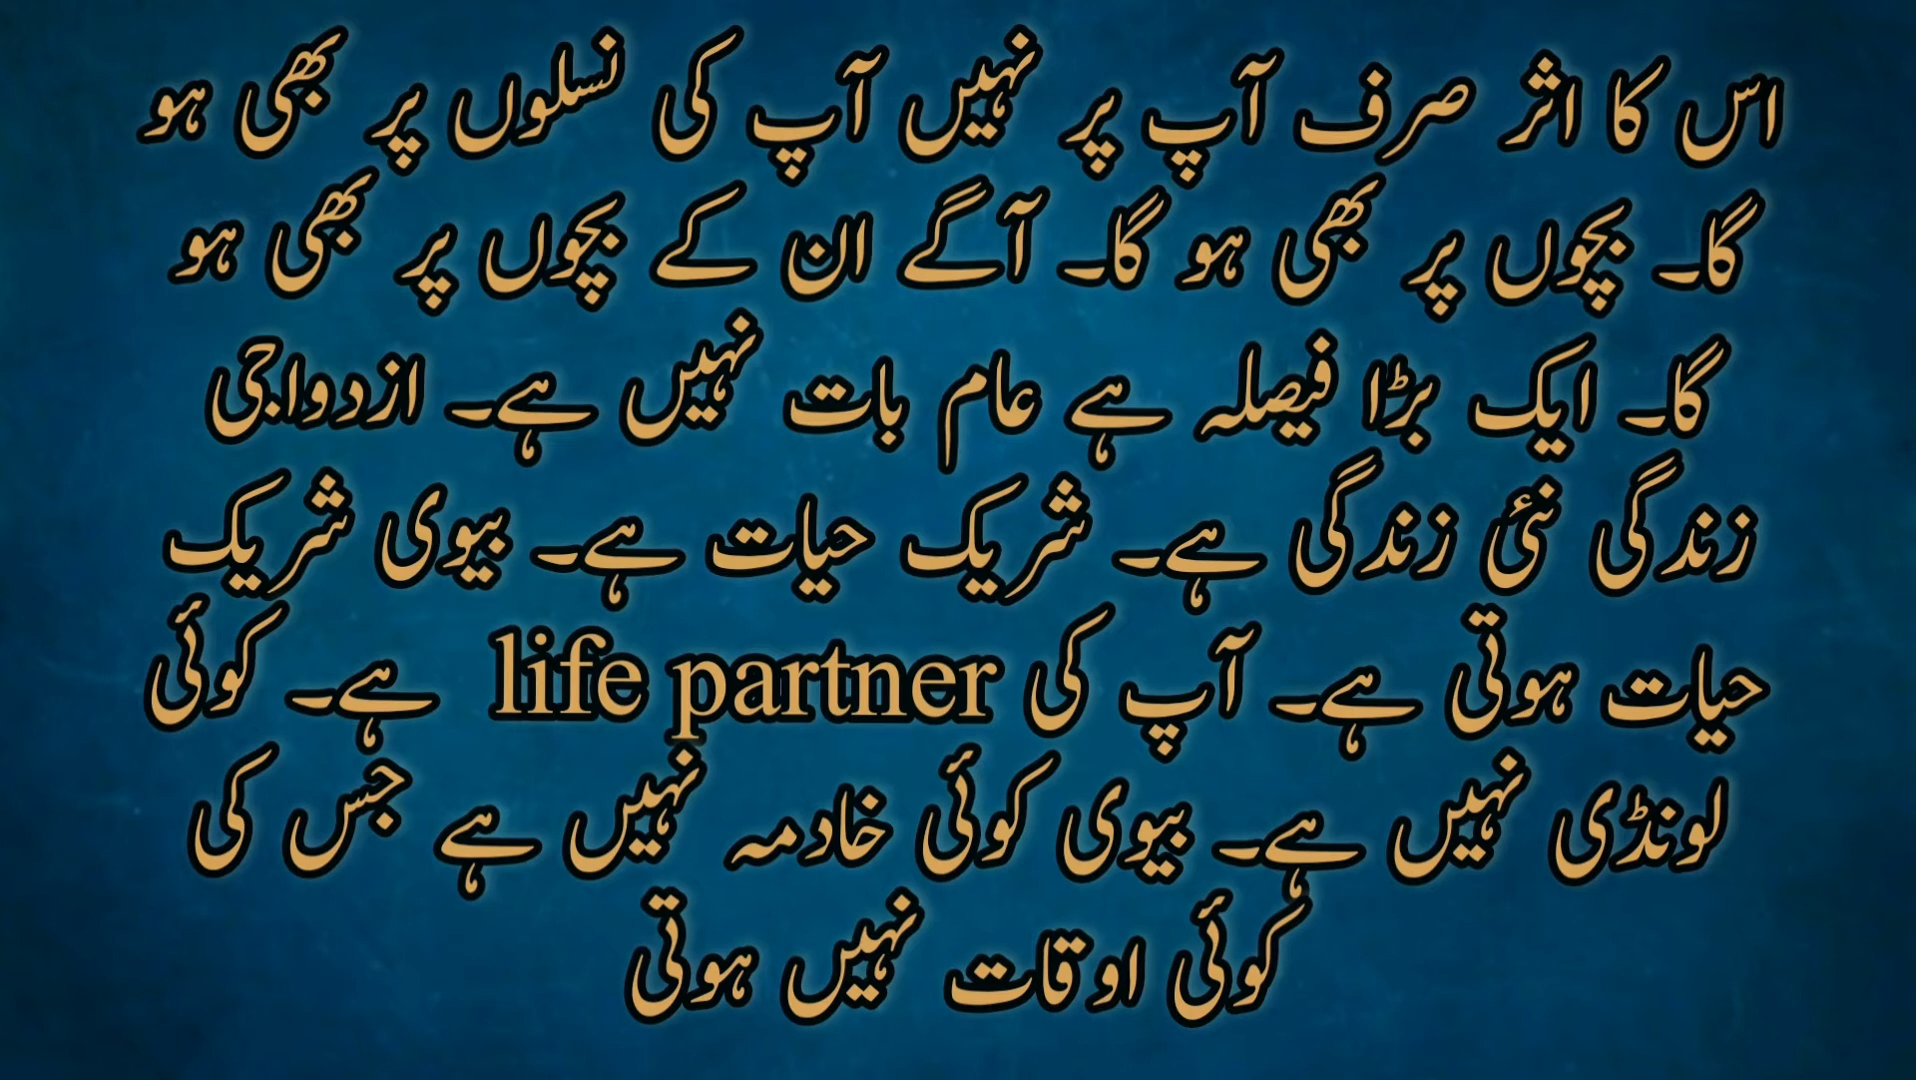 اس کا اثر صرف آپ پر نہیں آپ کی نسلوں پر بھی ہو
گا۔ بچوں پر بھی ہو گا۔ آگے ان کے بچوں پر بھی ہو
گا۔ ایک بڑا فیصلہ ہے عام بات نہیں ہے۔ ازدواجی
زندگی نئی زندگی ہے۔ شریک حیات ہے۔ بیوی شریک
حیات ہوتی ہے۔ آپ کی life partner ہے۔ کوئی
لونڈی نہیں ہے۔ بیوی کوئی خادمہ نہیں ہے جس کی
کوئی اوقات نہیں ہوتی